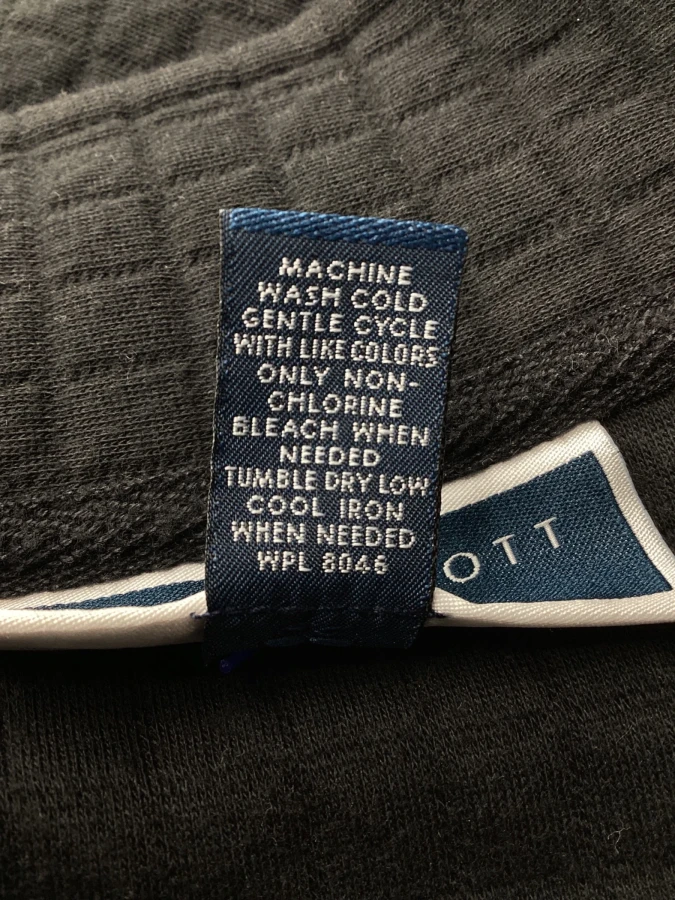 MACHINE
WASH COLD
GENTLE CYCLE
WITH LIKE COLORS
ONLY NON-
CHLORINE
BLEACH WHEN
NEEDED
TUMBLE DRY LOW
COOL IRON
WHEN NEEDED
WPL 8046
OTT